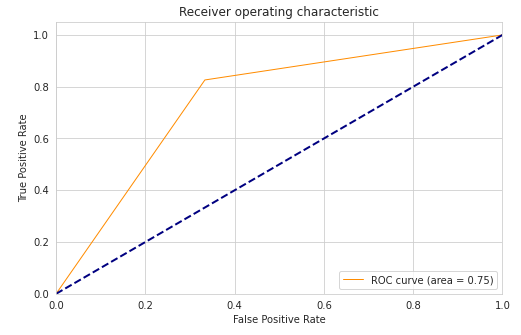 Receiver operating characteristic
True Positive Rate
1.0
0.8
0.6
0.4
0.2
0.0
0.0 0.2 0.4 0.6 0.8 1.0
False Positive Rate
ROC curve (area = 0.75)